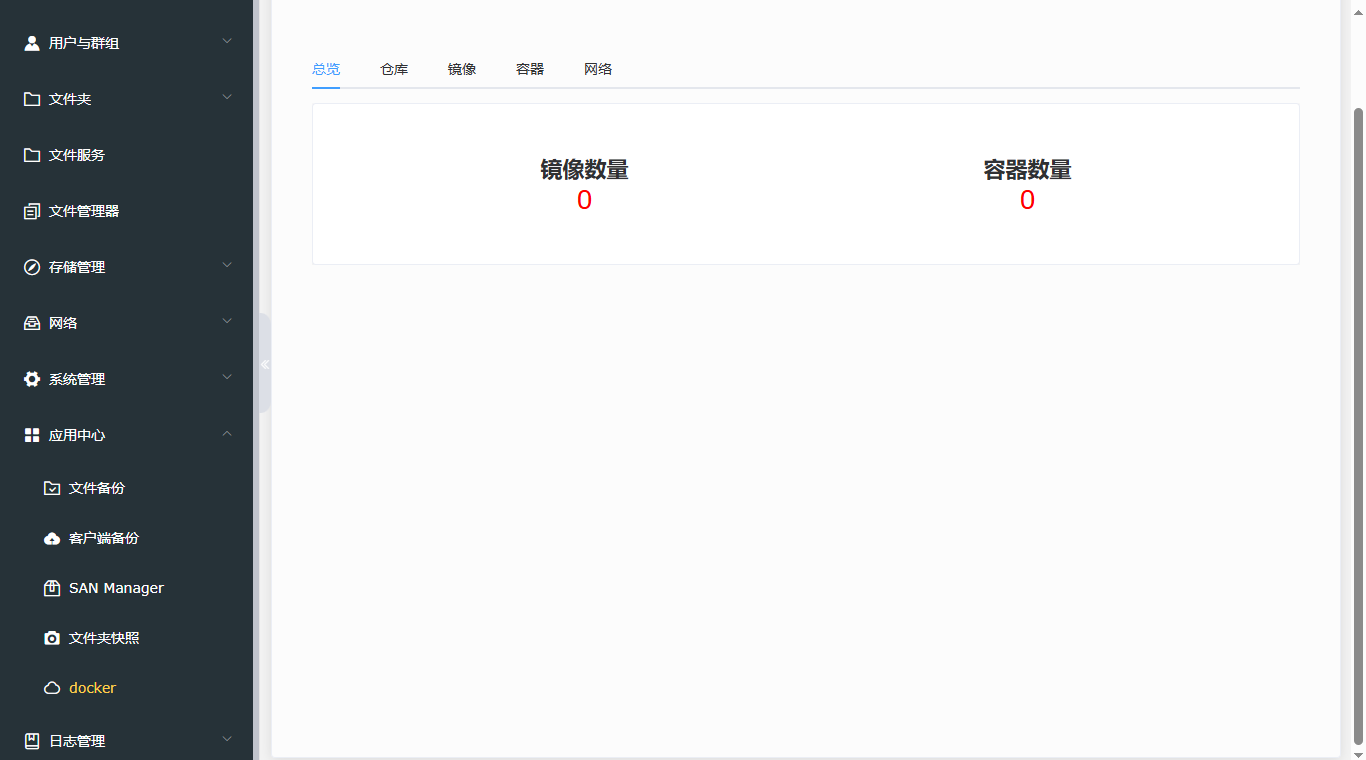 用户与群组
文件夹
文件服务
文件管理器
存储管理
网络
系统管理
应用中心
文件备份
客户端备份
SAN Manager
文件夹快照
docker
日志管理
总览 仓库 镜像 容器 网络
镜像数量 容器数量
0 0